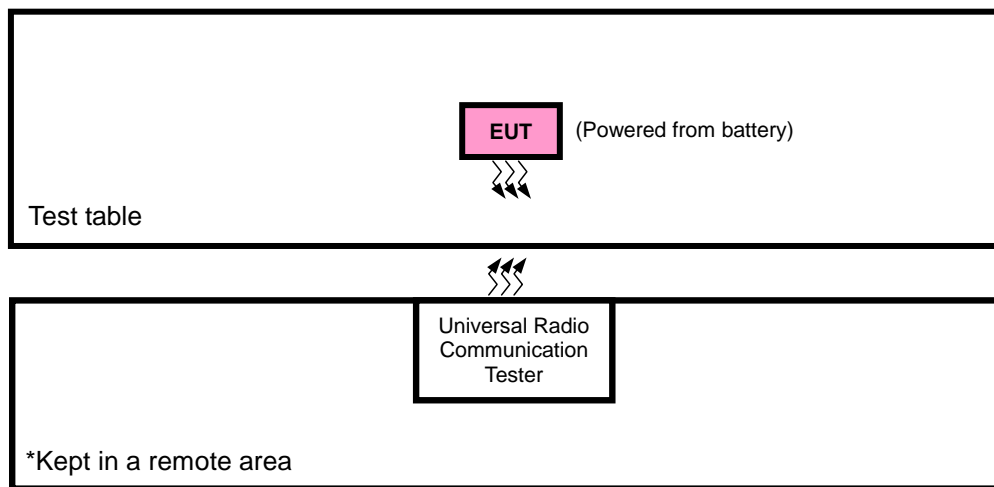 EUT
(Powered from battery)
Test table
Universal Radio
Communication
Tester
*Kept in a remote area